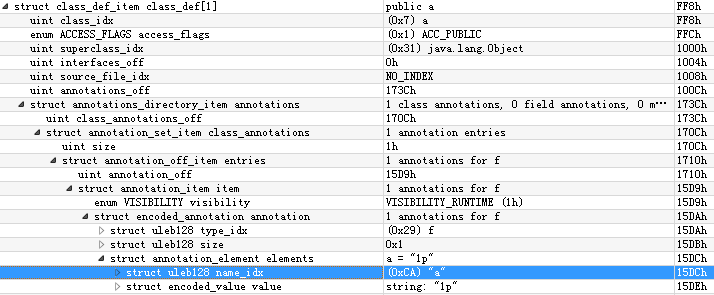 struct class_def_item class_def[1] public a FF8h
uint class_idx (0x7) a FF8h
enum ACCESS_FLAGS access_flags (0x1) ACC_PUBLIC FFCh
uint superclass_idx (0x31) java.lang.Object 1000h
uint interfaces_off 0h 1004h
uint source_file_idx NO_INDEX 1008h
uint annotations_off 173Ch 100Ch
struct annotations_directory_item annotations 1 class annotations, 0 field annotations, 0 m… 173Ch
uint class_annotations_off 170Ch 173Ch
struct annotation_set_item class_annotations 1 annotation entries 170Ch
uint size 1h 170Ch
struct annotation_off_item entries 1 annotations for f 1710h
uint annotation_off 15D9h 1710h
struct annotation_item item 1 annotations for f 15D9h
enum VISIBILITY visibility VISIBILITY_RUNTIME (1h) 15D9h
struct encoded_annotation annotation 1 annotations for f 15DAh
struct uleb128 type_idx (0x29) f 15DAh
struct uleb128 size 0x1 15DBh
struct annotation_element elements a = "1p" 15DCh
struct uleb128 name_idx (0xCA) "a" 15DCh
struct encoded_value value string: "1p" 15DEh